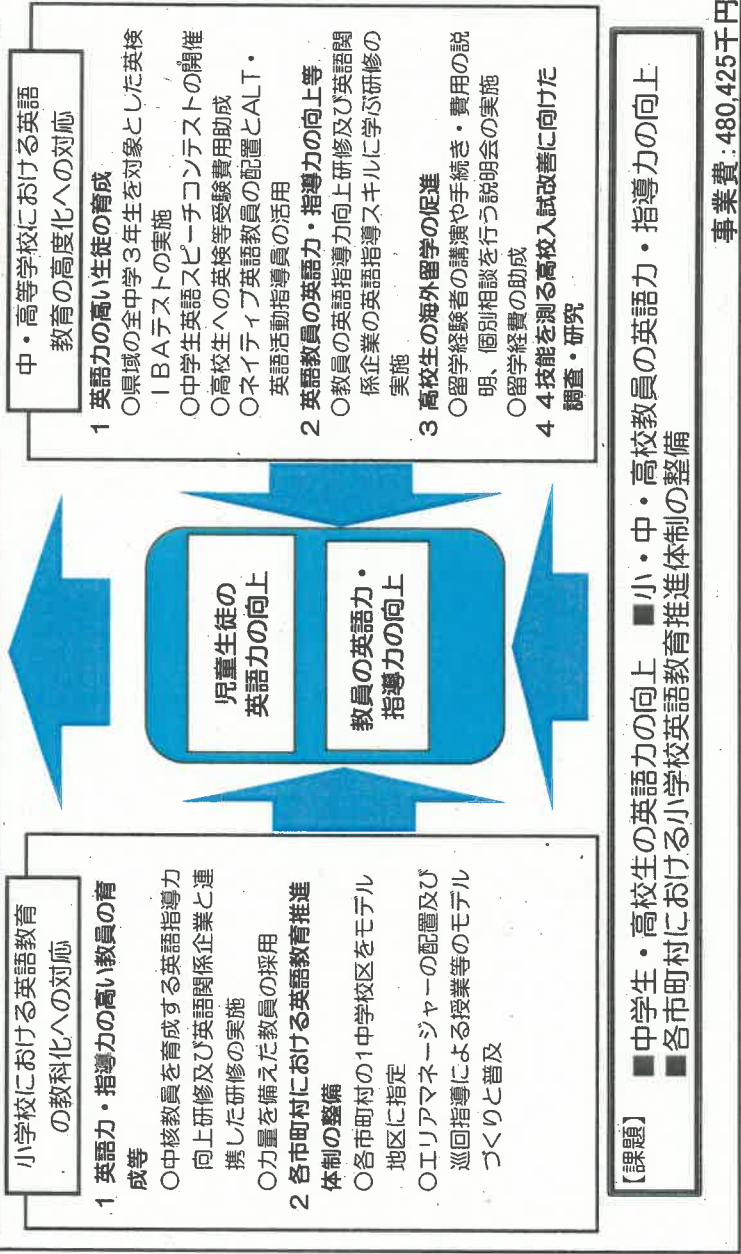 小学校における英語教育
の教科化への対応
1 英語力・指導力の高い教員の育
成等
○中核教員を育成する英語指導力
向上研修及び英語関係企業と連
携した研修の実施
○力量を備えた教員の採用
2 各市町村における英語教育推進
体制の整備
○各市町村の1中学校区をモデル
地区に指定
○エリアマネージャーの配置及び
巡回指導による授業等のモデル
づくりと普及
児童生徒の
英語力の向上
教員の英語力・
指導力の向上
中・高等学校における英語
教育の高度化への対応
1 英語力の高い生徒の育成
○県域の全中学3年生を対象とした英検
IBAテストの実施
○中学生英語スピーチコンテストの開催
○高校生への英検等受験費用助成
○ネイティブ英語教員の配置とALT・
英語活動指導員の活用
2 英語教員の英語力・指導力の向上等
○教員の英語指導力向上研修及び英語関
係企業の英語指導スキルに学ぶ研修の
実施
3 高校生の海外留学の促進
○留学経験者の講演や手続き・費用の説
明、個別相談を行う説明会の実施
○留学経費の助成
4 4技能を測る高校入試改善に向けた
調査・研究
【課題】
■中学生・高校生の英語力の向上 ■小・中・高校教員の英語力・指導力の向上
■各市町村における小学校英語教育推進体制の整備
事業費:480,425千円